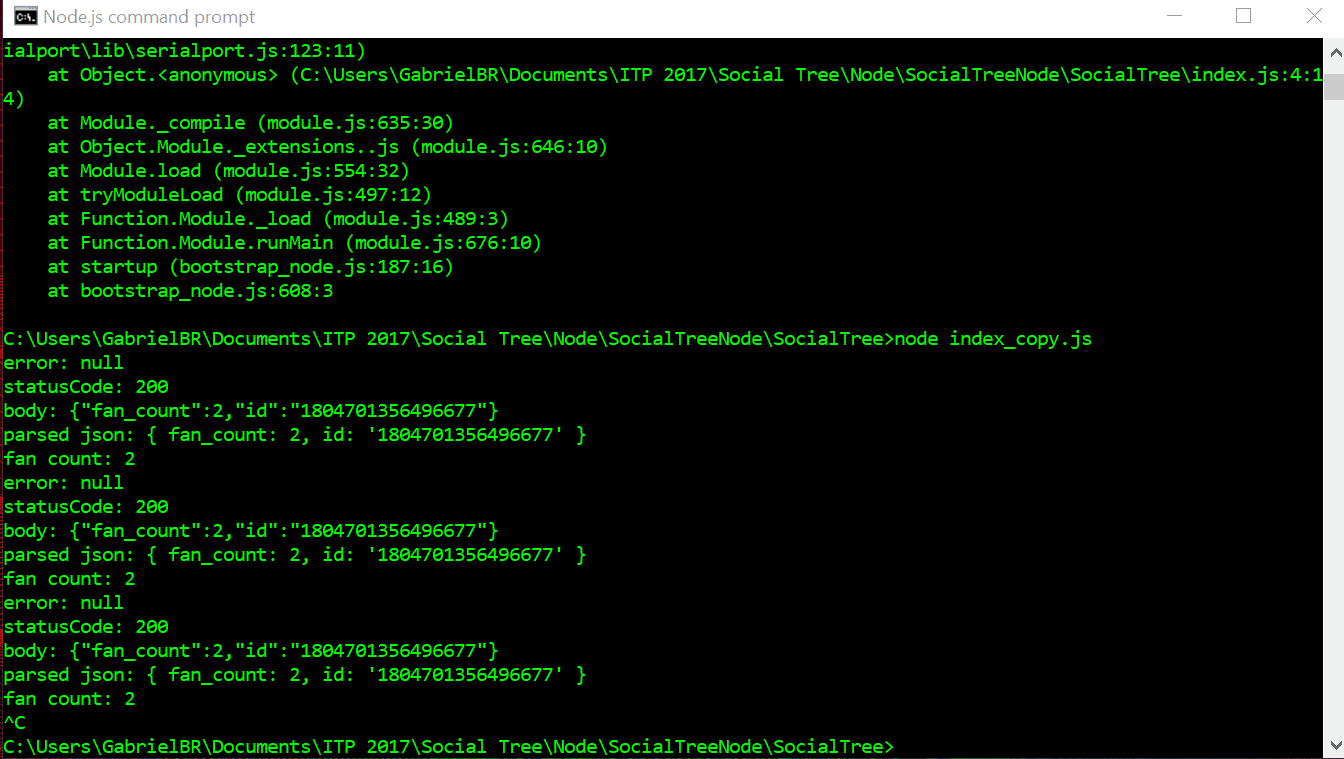 Node.js command prompt
ialport\lib\serialport.js:123:11)
    at Object.<anonymous> (C:\Users\GabrielBR\Documents\ITP 2017\Social Tree\Node\SocialTreeNode\SocialTree\index.js:4:1
4)
    at Module._compile (module.js:635:30)
    at Object.Module._extensions..js (module.js:646:10)
    at Module.load (module.js:554:32)
    at tryModuleLoad (module.js:497:12)
    at Function.Module._load (module.js:489:3)
    at Function.Module.runMain (module.js:676:10)
    at startup (bootstrap_node.js:187:16)
    at bootstrap_node.js:608:3
C:\Users\GabrielBR\Documents\ITP 2017\Social Tree\Node\SocialTreeNode\SocialTree>node index_copy.js
error: null
statusCode: 200
body: {"fan_count":2,"id":"1804701356496677"}
parsed json: { fan_count: 2, id: '1804701356496677' }
fan count: 2
error: null
statusCode: 200
body: {"fan_count":2,"id":"1804701356496677"}
parsed json: { fan_count: 2, id: '1804701356496677' }
fan count: 2
error: null
statusCode: 200
body: {"fan_count":2,"id":"1804701356496677"}
parsed json: { fan_count: 2, id: '1804701356496677' }
fan count: 2
^C
C:\Users\GabrielBR\Documents\ITP 2017\Social Tree\Node\SocialTreeNode\SocialTree>